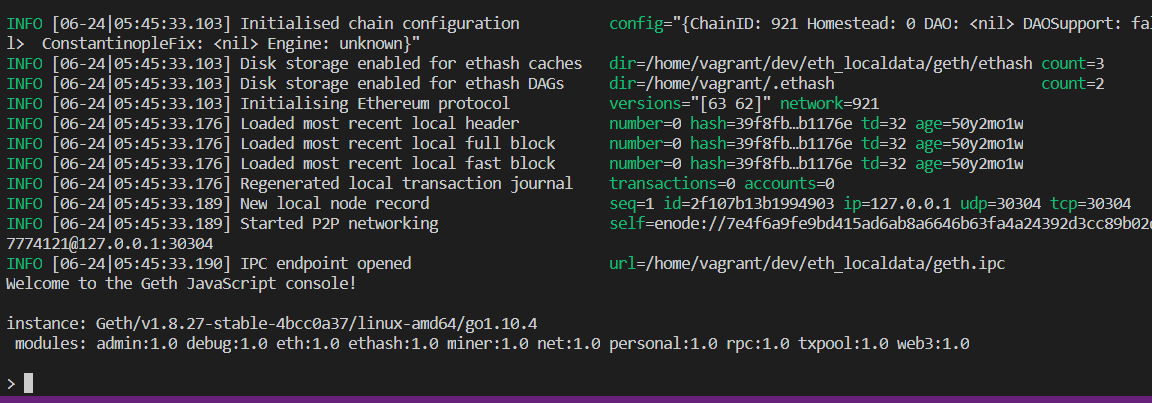 INFO [06-24|05:45:33.103] Initialised chain configuration config="{ChainID: 921 Homestead: 0 DAO: <nil> DAOSupport: fal
l> ConstantinopleFix: <nil> Engine: unknown}"
INFO [06-24|05:45:33.103] Disk storage enabled for ethash caches dir=/home/vagrant/dev/eth_localdata/geth/ethash count=3
INFO [06-24|05:45:33.103] Disk storage enabled for ethash DAGs dir=/home/vagrant/.ethash count=2
INFO [06-24|05:45:33.103] Initialising Ethereum protocol versions="[63 62]" network=921
INFO [06-24|05:45:33.176] Loaded most recent local header number=0 hash=39f8fb…b1176e td=32 age=50y2mo1w
INFO [06-24|05:45:33.176] Loaded most recent local full block number=0 hash=39f8fb…b1176e td=32 age=50y2mo1w
INFO [06-24|05:45:33.176] Loaded most recent local fast block number=0 hash=39f8fb…b1176e td=32 age=50y2mo1w
INFO [06-24|05:45:33.176] Regenerated local transaction journal transactions=0 accounts=0
INFO [06-24|05:45:33.189] New local node record seq=1 id=2f107b13b1994903 ip=127.0.0.1 udp=30304 tcp=30304
INFO [06-24|05:45:33.189] Started P2P networking self=enode://7e4f6a9fe9bd415ad6ab8a6646b63fa4a24392d3cc89b02
7774121@127.0.0.1:30304
INFO [06-24|05:45:33.190] IPC endpoint opened url=/home/vagrant/dev/eth_localdata/geth.ipc
Welcome to the Geth JavaScript console!
instance: Geth/v1.8.27-stable-4bcc0a37/linux-amd64/go1.10.4
modules: admin:1.0 debug:1.0 eth:1.0 ethash:1.0 miner:1.0 net:1.0 personal:1.0 rpc:1.0 txpool:1.0 web3:1.0
>